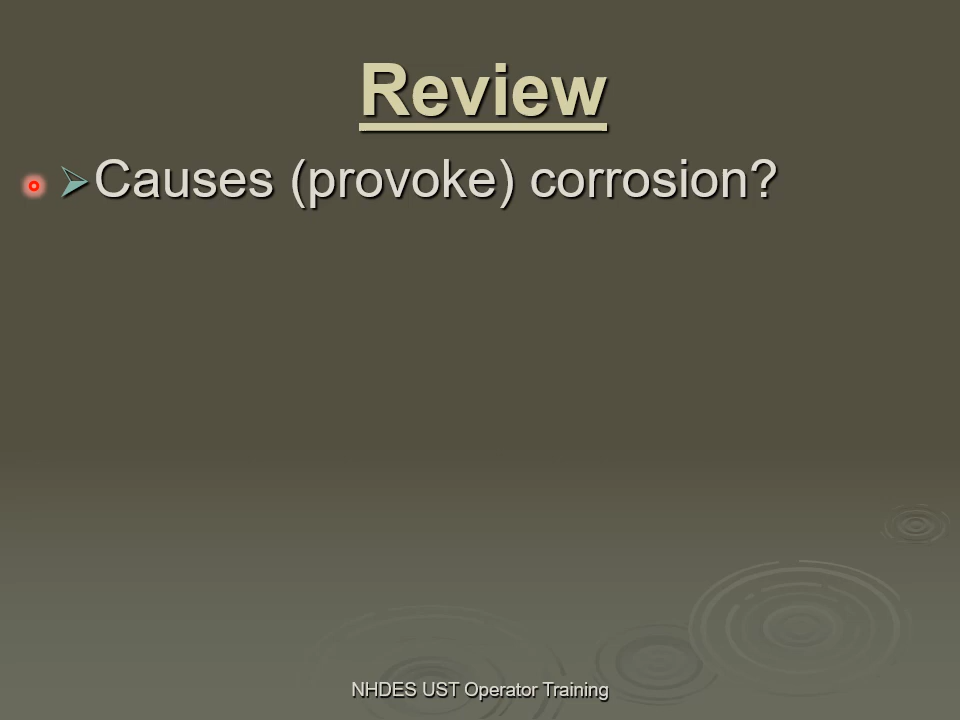 Review
Causes (provoke) corrosion?
NHDES UST Operator Training